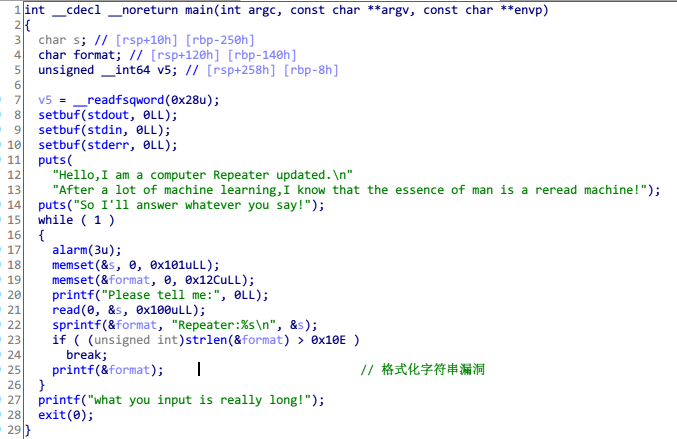 1 int __cdecl __noreturn main(int argc, const char **argv, const char **envp)
2 {
3   char s; // [rsp+10h] [rbp-250h]
4   char format; // [rsp+120h] [rbp-140h]
5   unsigned __int64 v5; // [rsp+258h] [rbp-8h]
6
7   v5 = __readfsqword(0x28u);
8   setbuf(stdout, 0LL);
9   setbuf(stdin, 0LL);
10   setbuf(stderr, 0LL);
11   puts(
12     "Hello,I am a computer Repeater updated.\n"
13     "After a lot of machine learning,I know that the essence of man is a reread machine!");
14   puts("So I'll answer whatever you say!");
15   while ( 1 )
16   {
17     alarm(3u);
18     memset(&s, 0, 0x101uLL);
19     memset(&format, 0, 0x12CuLL);
20     printf("Please tell me:", 0LL);
21     read(0, &s, 0x100uLL);
22     sprintf(&format, "Repeater:%s\n", &s);
23     if ( (unsigned int)strlen(&format) > 0x10E )
24       break;
25     printf(&format);                // 格式化字符串漏洞
26   }
27   printf("what you input is really long!");
28   exit(0);
29 }